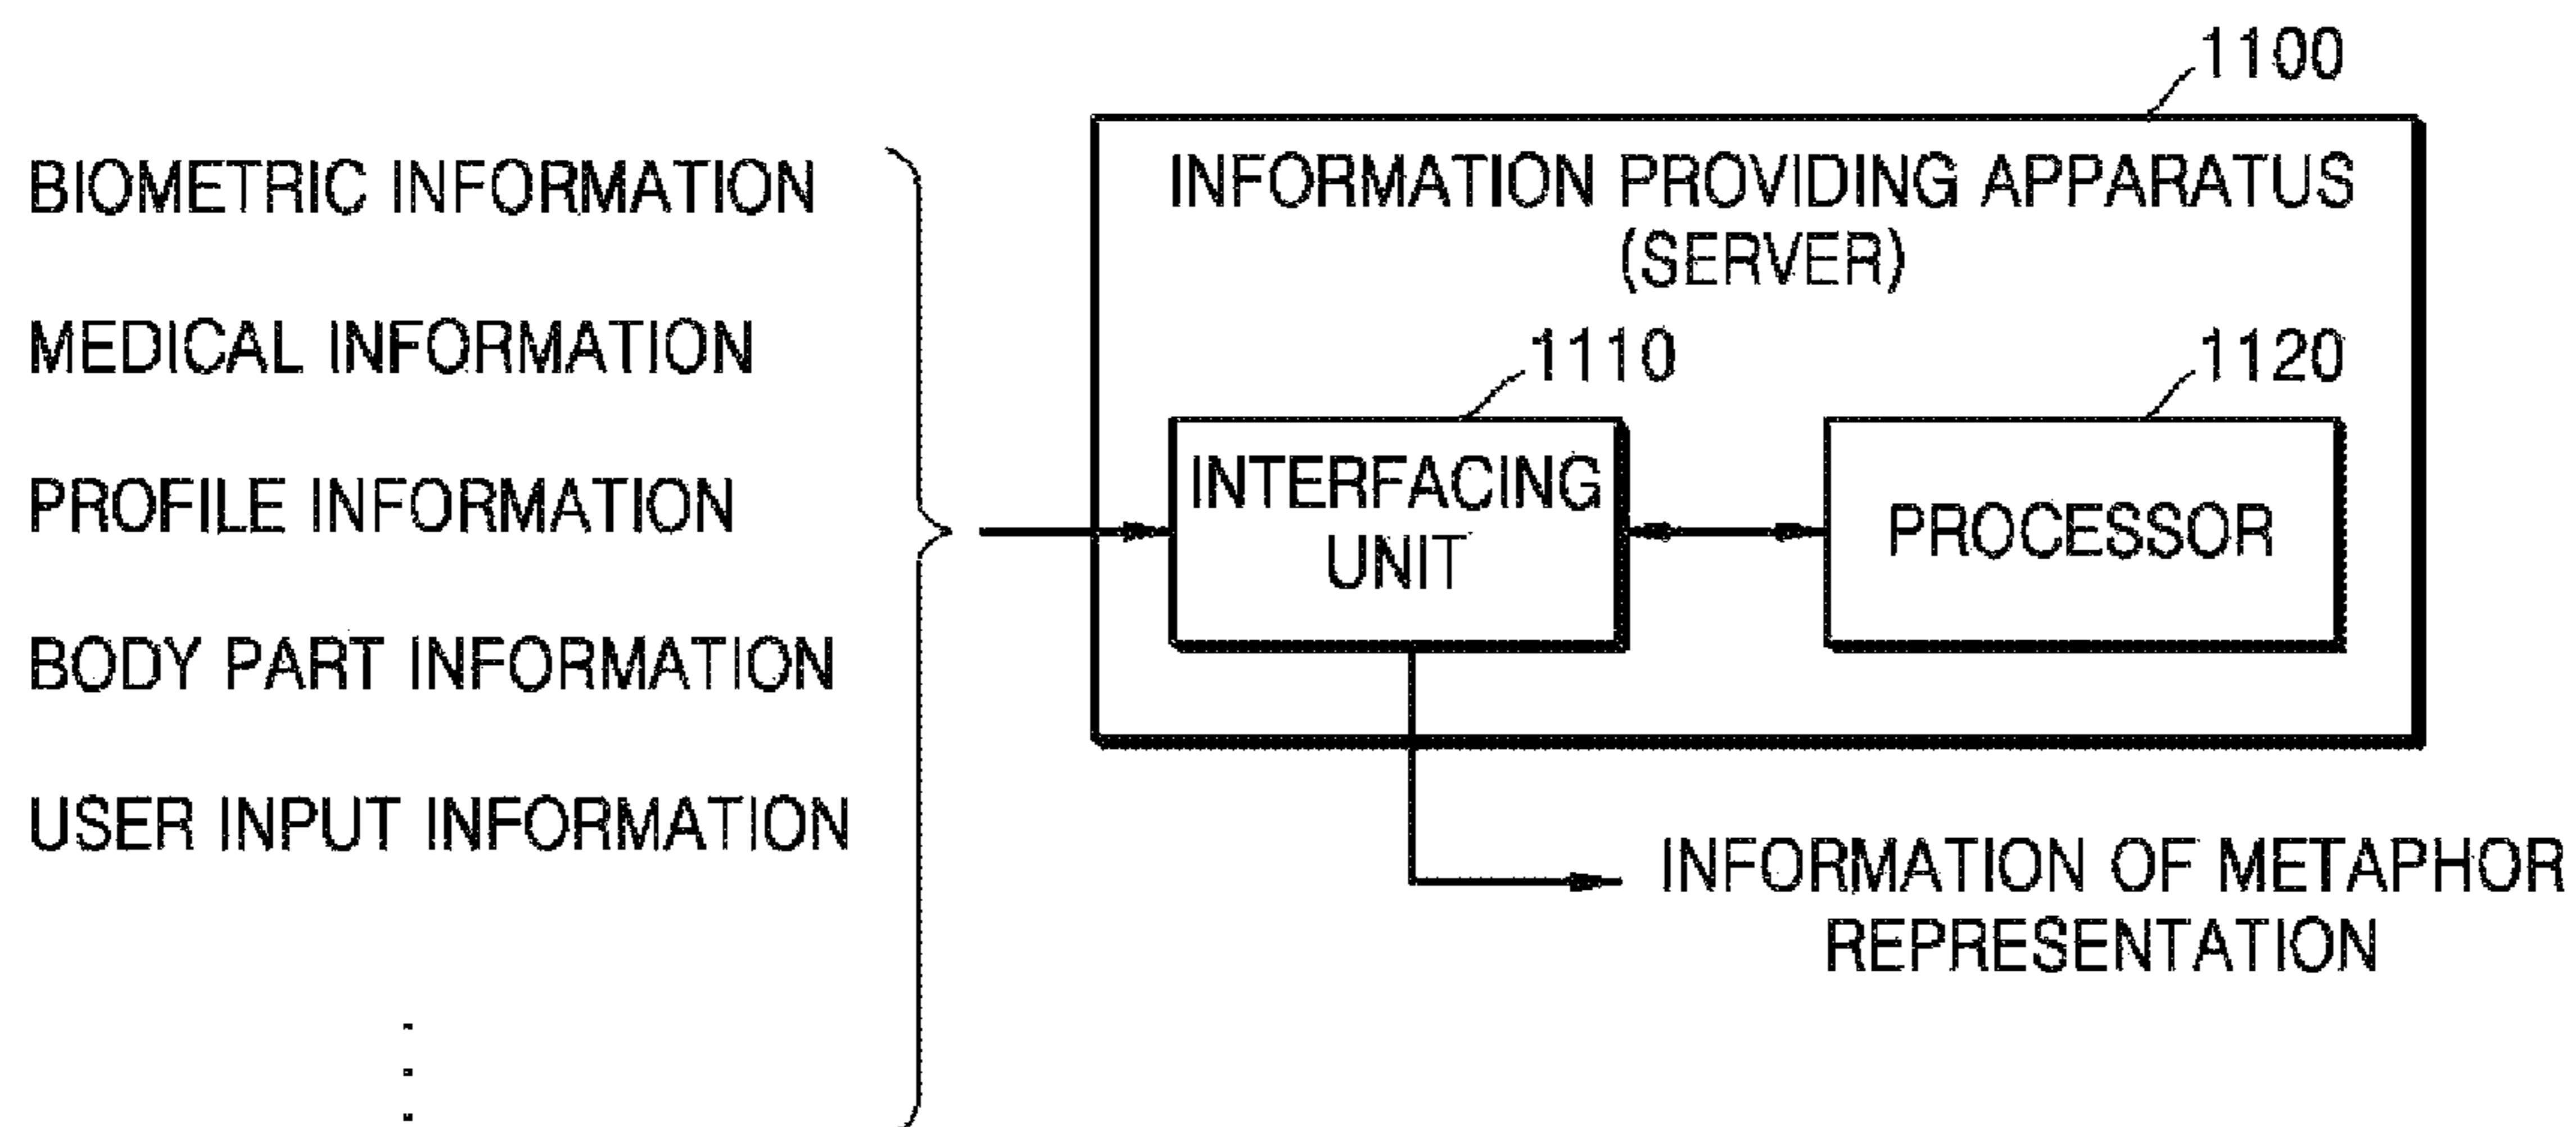 BIOMETRIC INFORMATION
MEDICAL INFORMATION
PROFILE INFORMATION
BODY PART INFORMATION
USER INPUT INFORMATION
1100
INFORMATION PROVIDING APPARATUS
(SERVER)
1110
1120
INTERFACING
UNIT
PROCESSOR
INFORMATION OF METAPHOR
REPRESENTATION